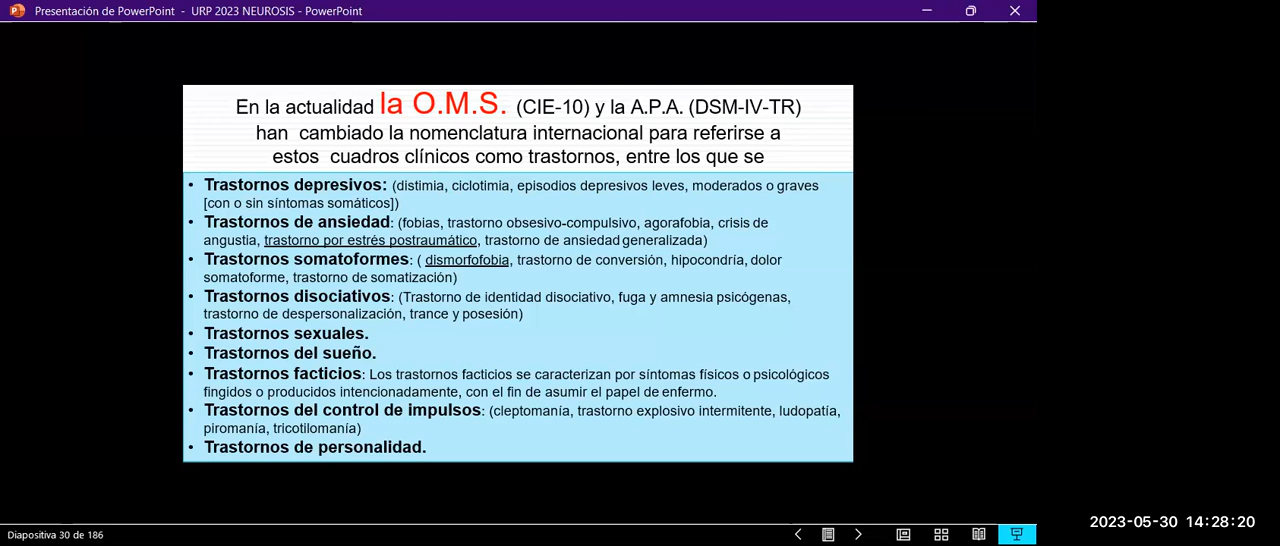 Presentación de PowerPoint - URP 2023 NEUROSIS - PowerPoint
En la actualidad la O.M.S. (CIE-10) y la A.P.A. (DSM-IV-TR)
han cambiado la nomenclatura internacional para referirse a
estos cuadros clínicos como trastornos, entre los que se
• Trastornos depresivos: (distimia, ciclotimia, episodios depresivos leves, moderados o graves
[con o sin síntomas somáticos])
• Trastornos de ansiedad: (fobias, trastorno obsesivo-compulsivo, agorafobia, crisis de
angustia, trastorno por estrés postraumático, trastorno de ansiedad generalizada)
• Trastornos somatoformes: ( dismorfofobia, trastorno de conversión, hipocondría, dolor
somatoforme, trastorno de somatización)
• Trastornos disociativos: (Trastorno de identidad disociativo, fuga y amnesia psicógenas,
trastorno de despersonalización, trance y posesión)
• Trastornos sexuales.
• Trastornos del sueño.
• Trastornos facticios: Los trastornos facticios se caracterizan por síntomas físicos o psicológicos
fingidos o producidos intencionadamente, con el fin de asumir el papel de enfermo.
• Trastornos del control de impulsos: (cleptomanía, trastorno explosivo intermitente, ludopatía,
piromanía, tricotilomanía)
• Trastornos de personalidad.
2023-05-30 14:28:20
Diapositiva 30 de 186